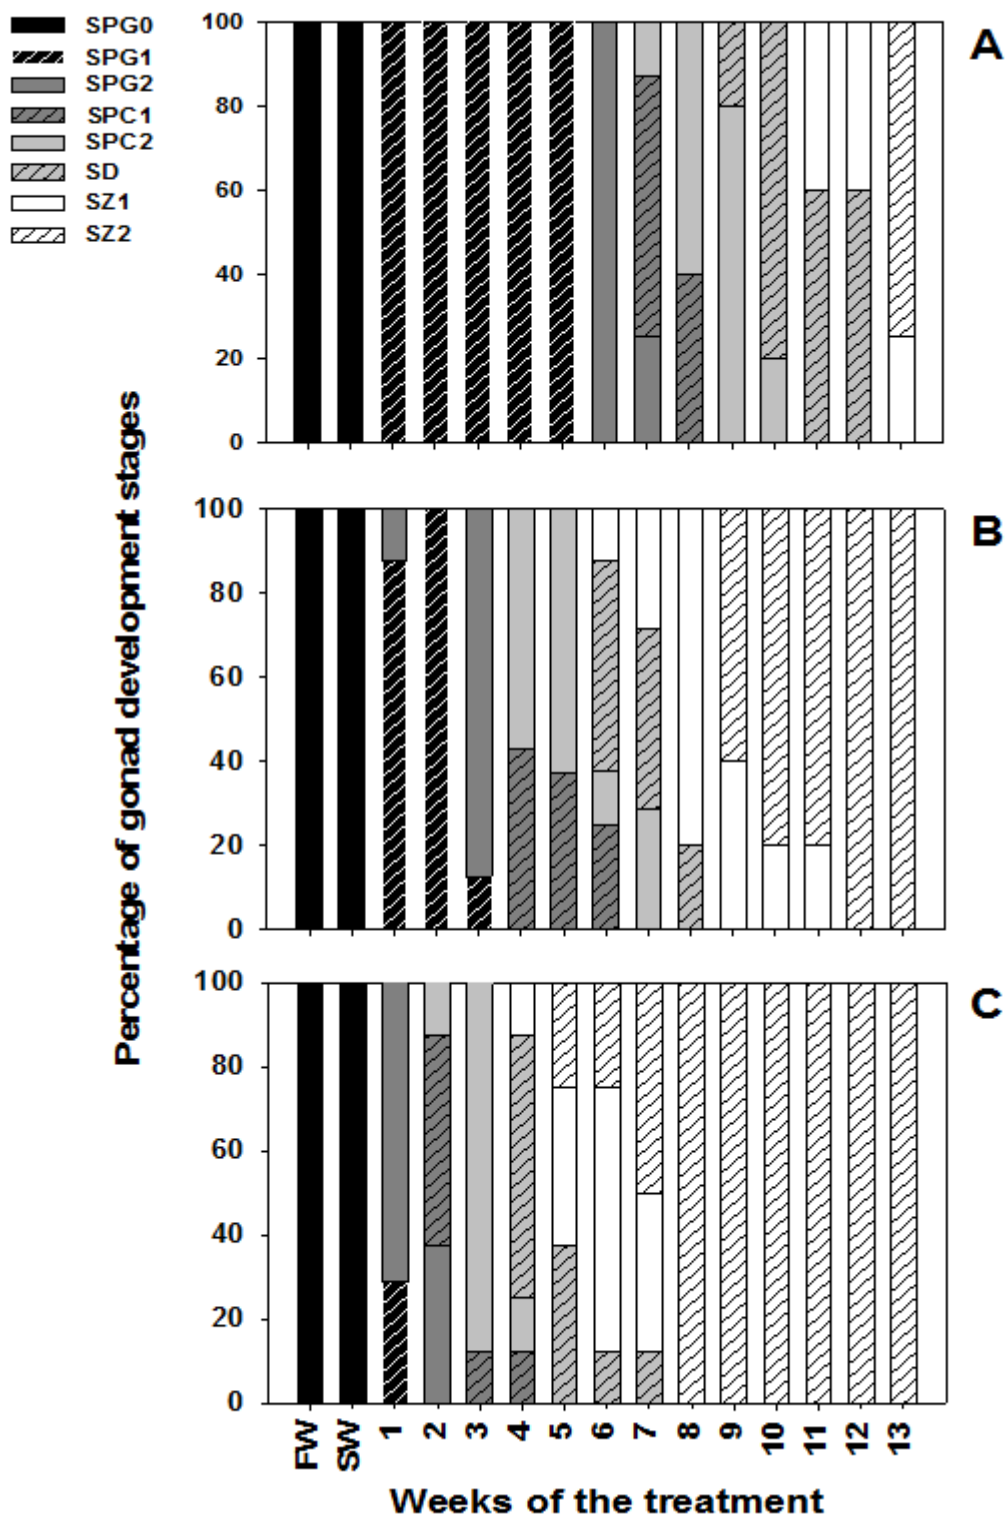 SPG0
SPG1
SPG2
SPC1
SPC2
SD
SZ1
SZ2
A
100
80
60
40
20
0
B
100
80
60
40
20
0
C
100
80
60
40
20
0
Percentage of gonad development stages
FW SW 1 2 3 4 5 6 7 8 9 10 11 12 13
Weeks of the treatment